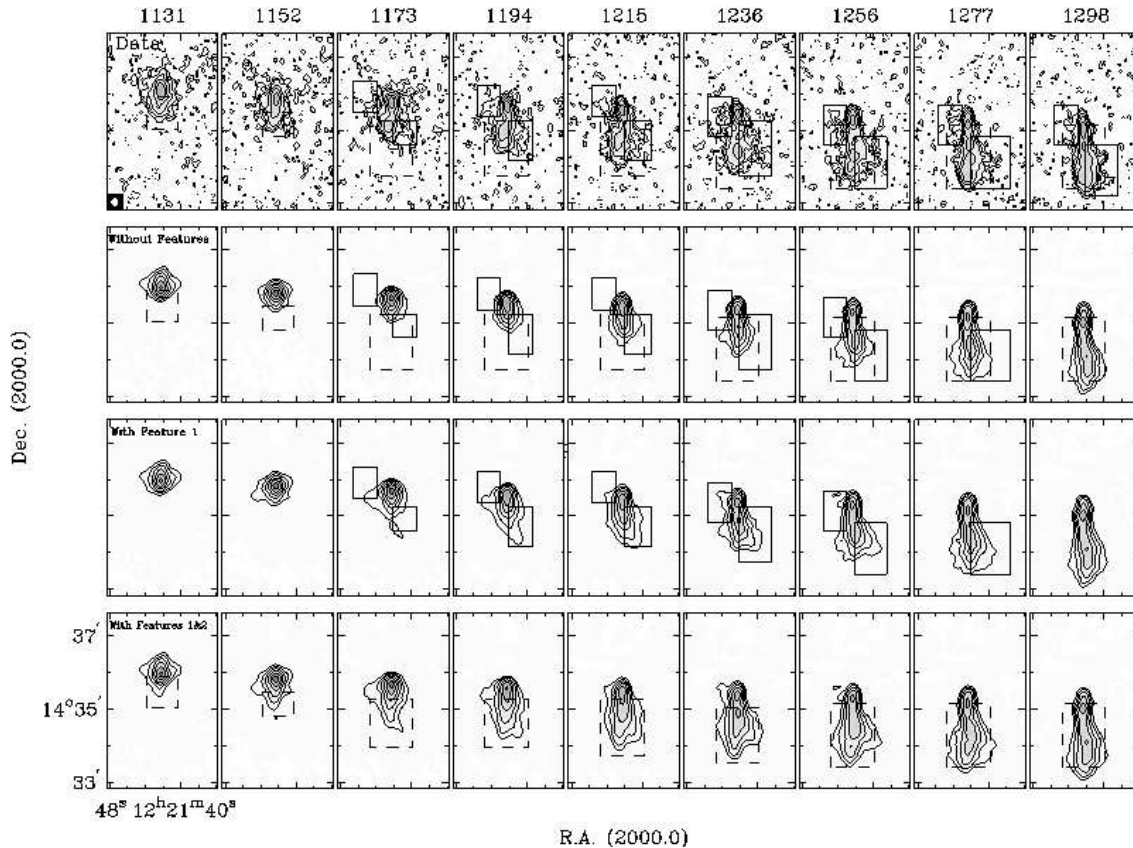 1131 1152 1173 1194 1215 1236 1256 1277 1298
Data
Without Features
With Feature 1
With Features 1&2
Dec. (2000.0)
37′
14°35′
33′
48ˢ 12ʰ21ᵐ40ˢ
R.A. (2000.0)